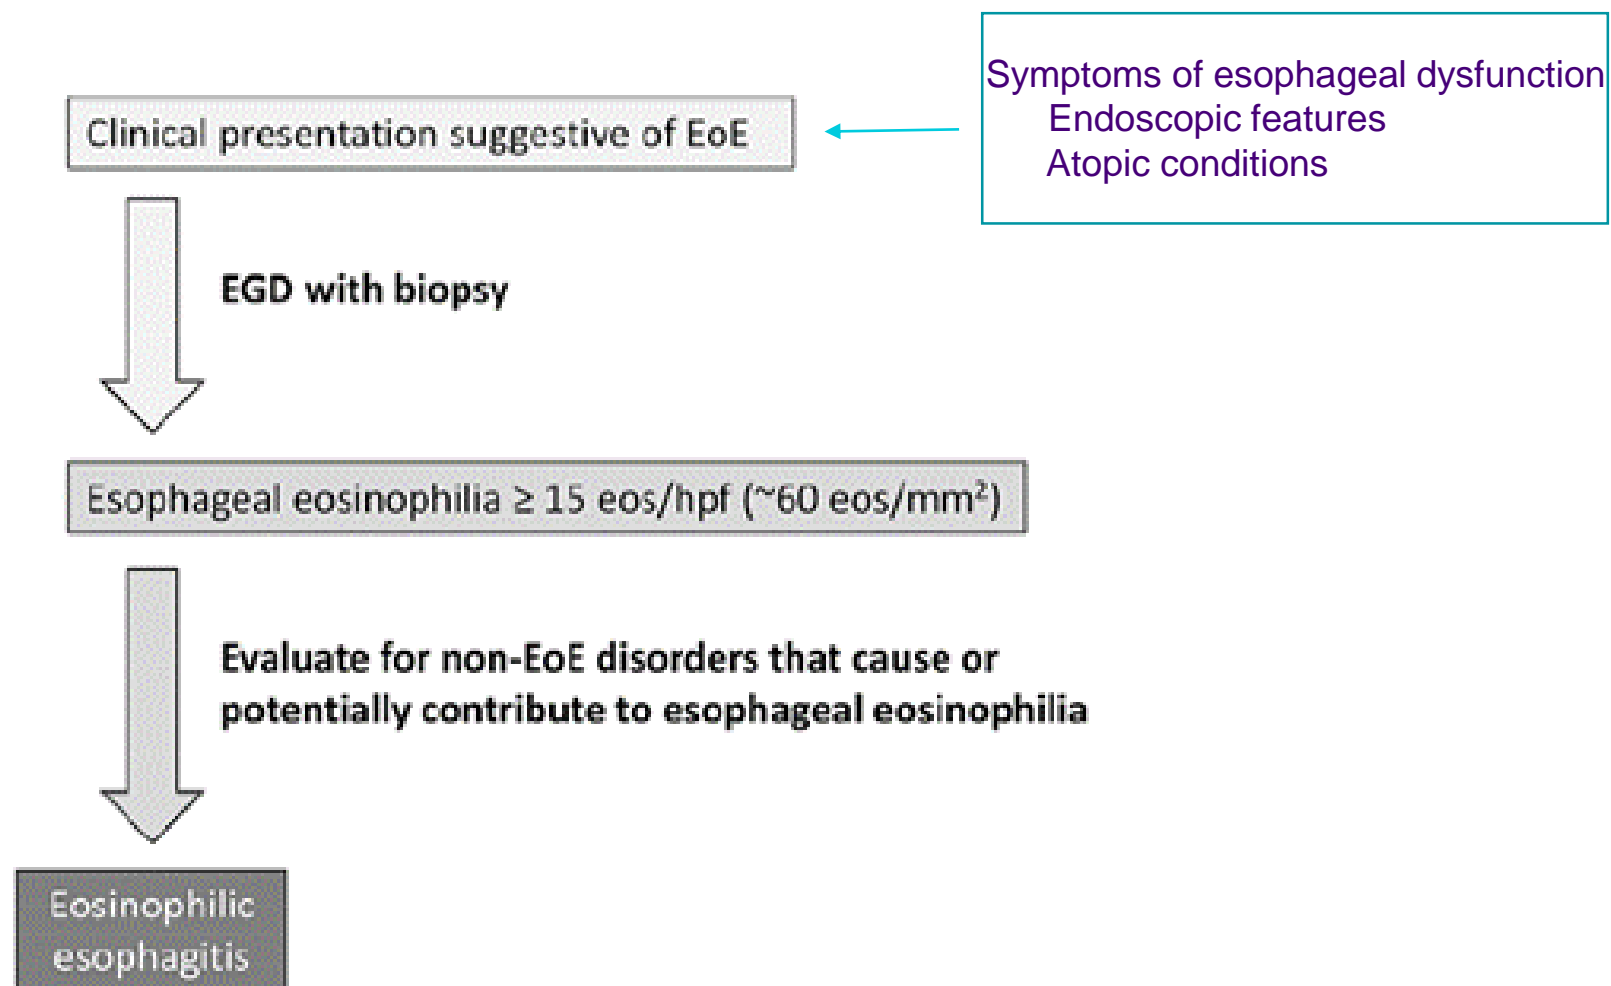 Symptoms of esophageal dysfunction
Endoscopic features
Atopic conditions
Clinical presentation suggestive of EoE
EGD with biopsy
Esophageal eosinophilia ≥ 15 eos/hpf (~60 eos/mm²)
Evaluate for non-EoE disorders that cause or
potentially contribute to esophageal eosinophilia
Eosinophilic
esophagitis